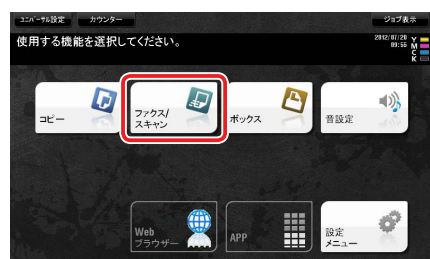 ユニバーサル設定 カウンター ジョブ表示
使用する機能を選択してください。
2012/07/20
09:56
Y
M
C
K
コピー
ファクス/
スキャン
ボックス
音設定
Web
ブラウザー
APP
設定
メニュー